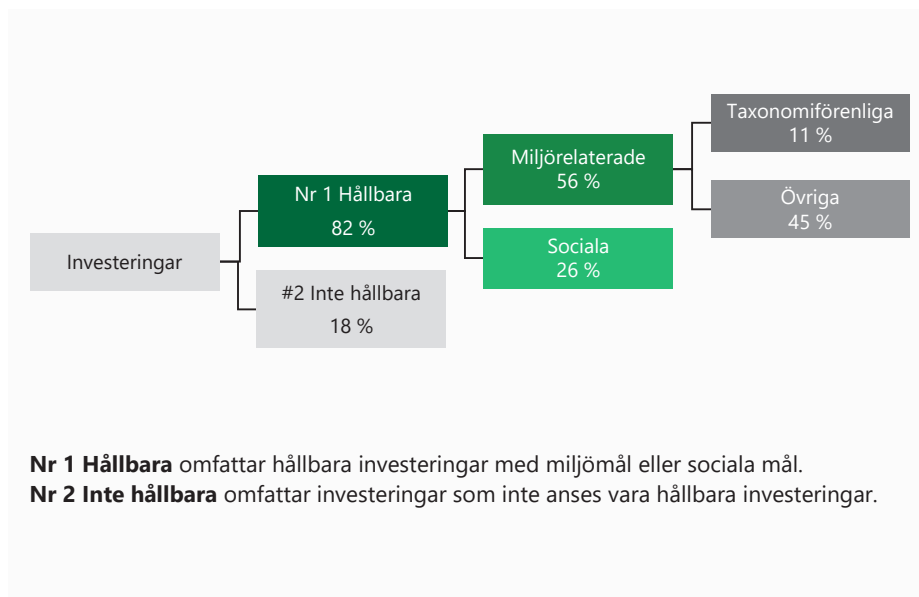 Investeringar
Nr 1 Hållbara
82 %
#2 Inte hållbara
18 %
Miljörelaterade
56 %
Sociala
26 %
Taxonomiförenliga
11 %
Övriga
45 %
Nr 1 Hållbara omfattar hållbara investeringar med miljömål eller sociala mål.
Nr 2 Inte hållbara omfattar investeringar som inte anses vara hållbara investeringar.